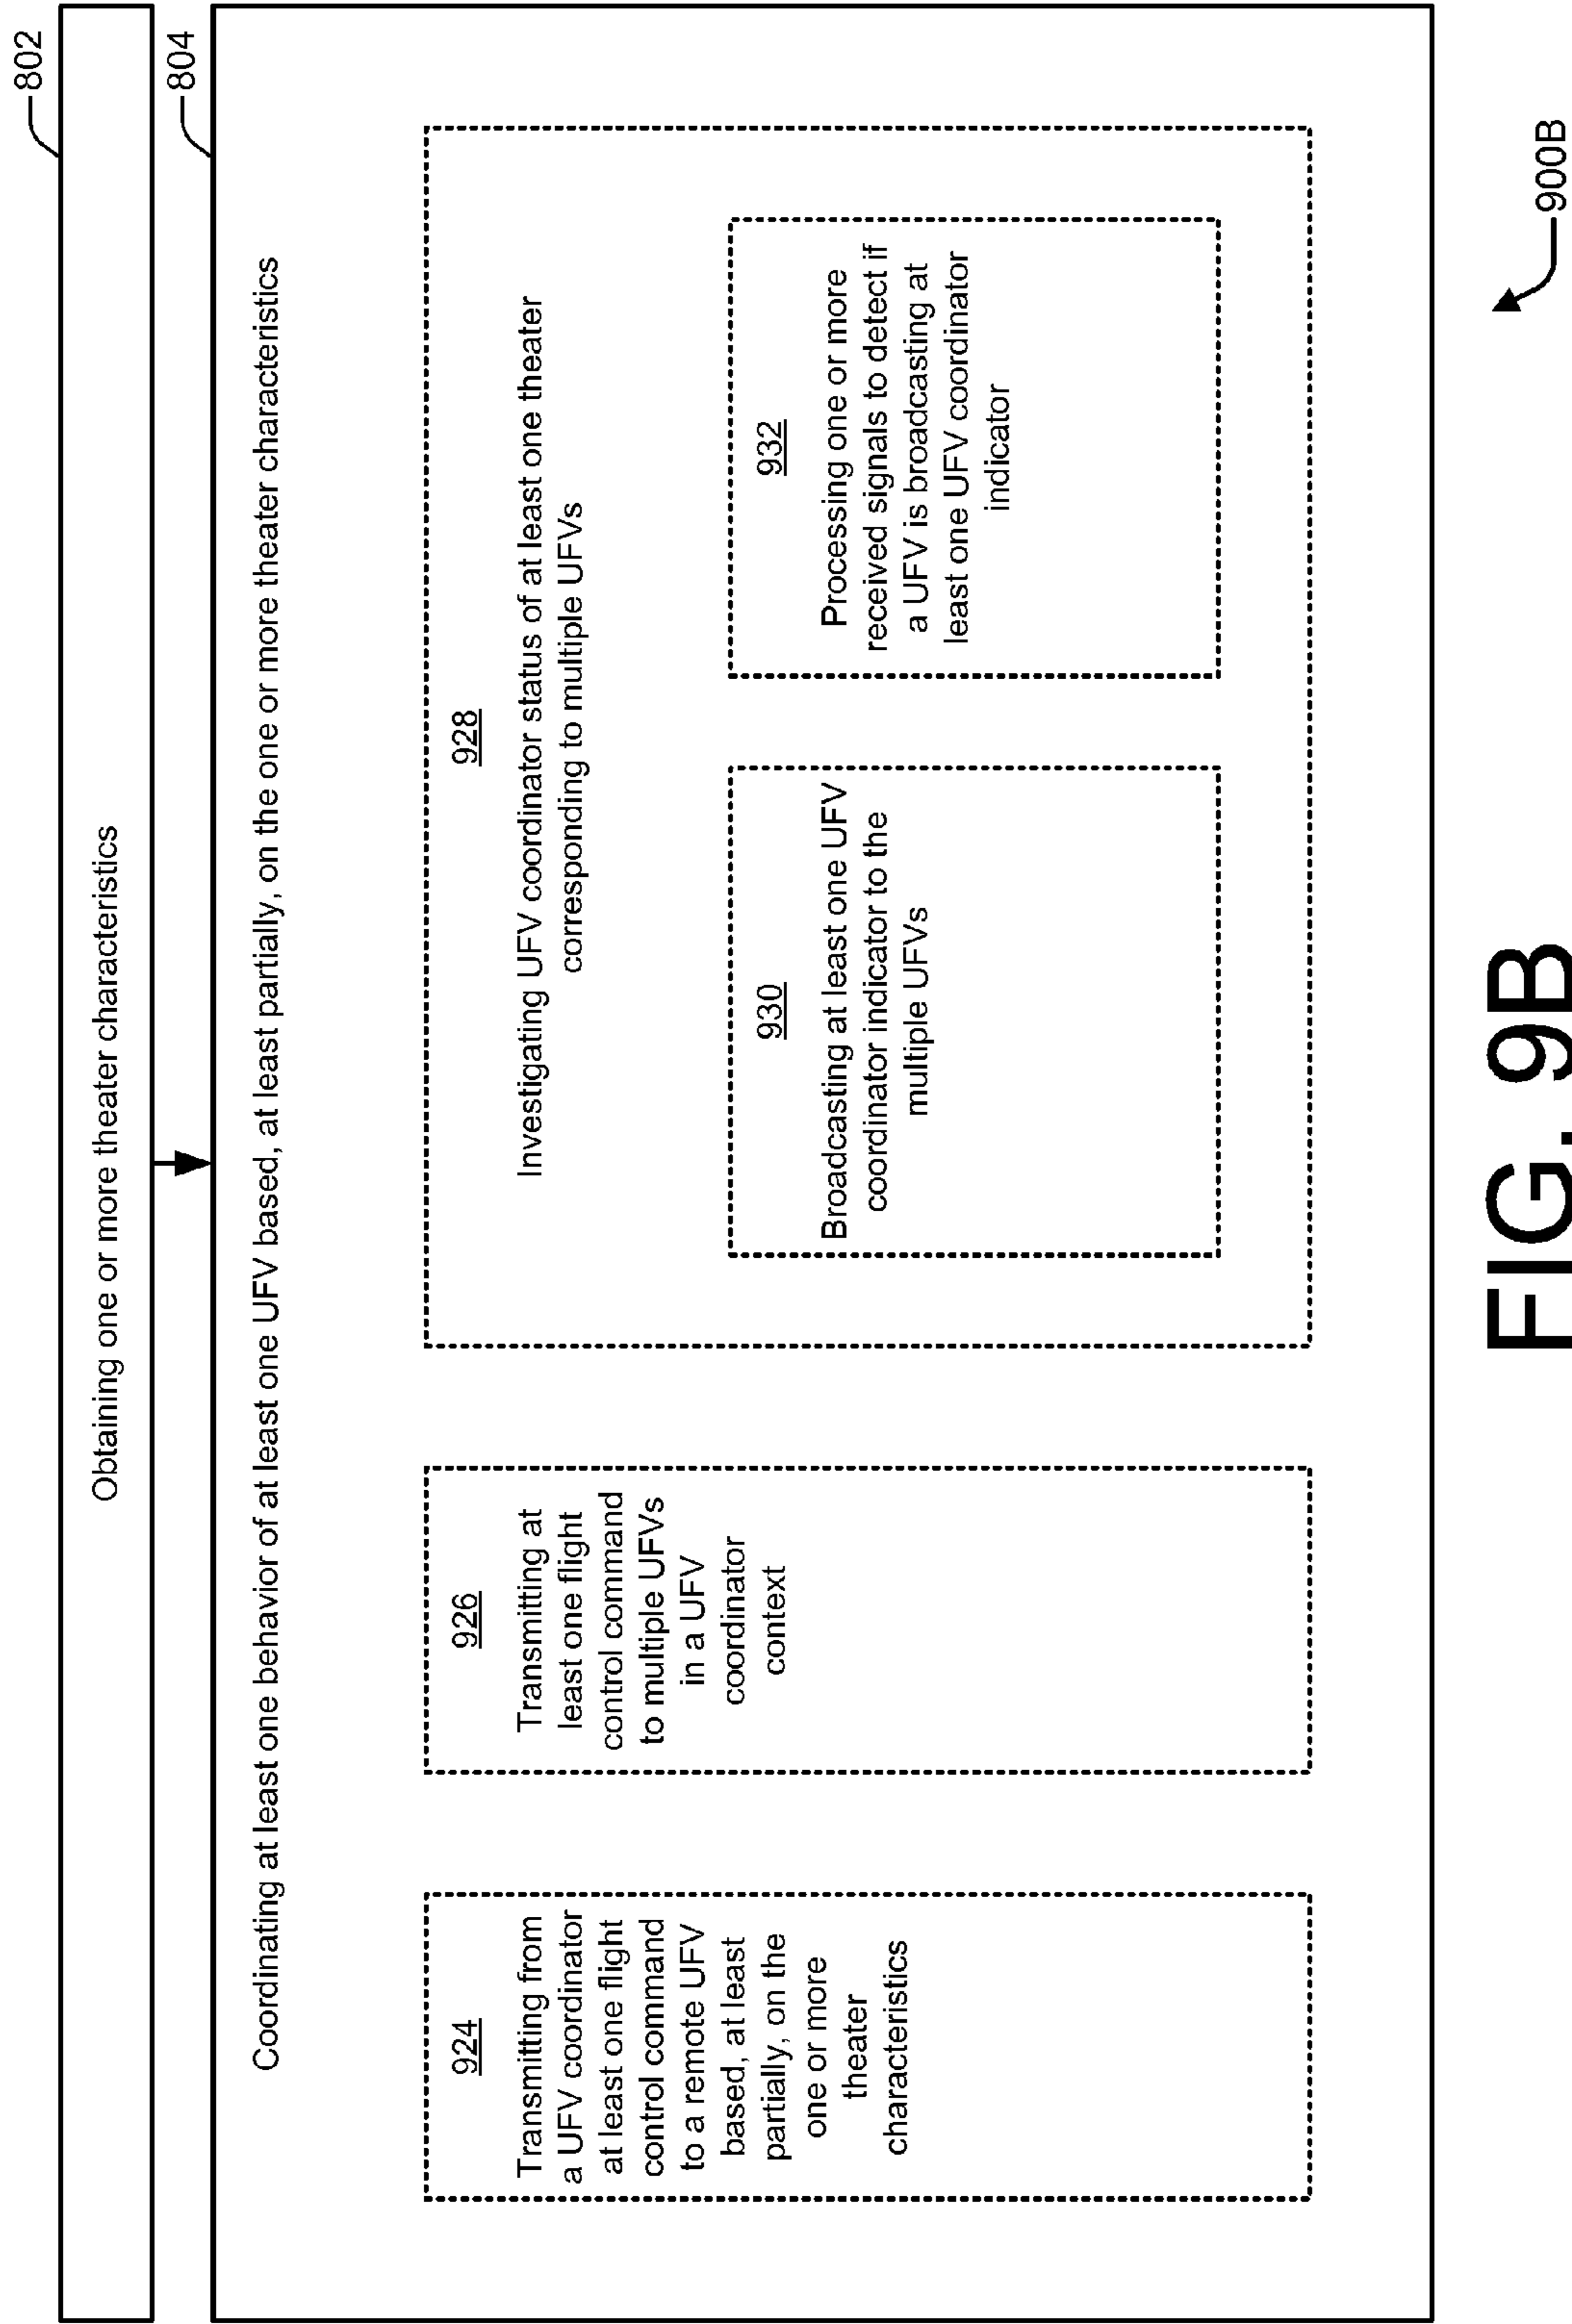 802
Obtaining one or more theater characteristics
804
Coordinating at least one behavior of at least one UFV based, at least partially, on the one or more theater characteristics
924
Transmitting from
a UFV coordinator
at least one flight
control command
to a remote UFV
based, at least
partially, on the
one or more
theater
characteristics
926
Transmitting at
least one flight
control command
to multiple UFVs
in a UFV
coordinator
context
928
Investigating UFV coordinator status of at least one theater
corresponding to multiple UFVs
930
Broadcasting at least one UFV
coordinator indicator to the
multiple UFVs
932
Processing one or more
received signals to detect if
a UFV is broadcasting at
least one UFV coordinator
indicator
900B
FIG. 9B